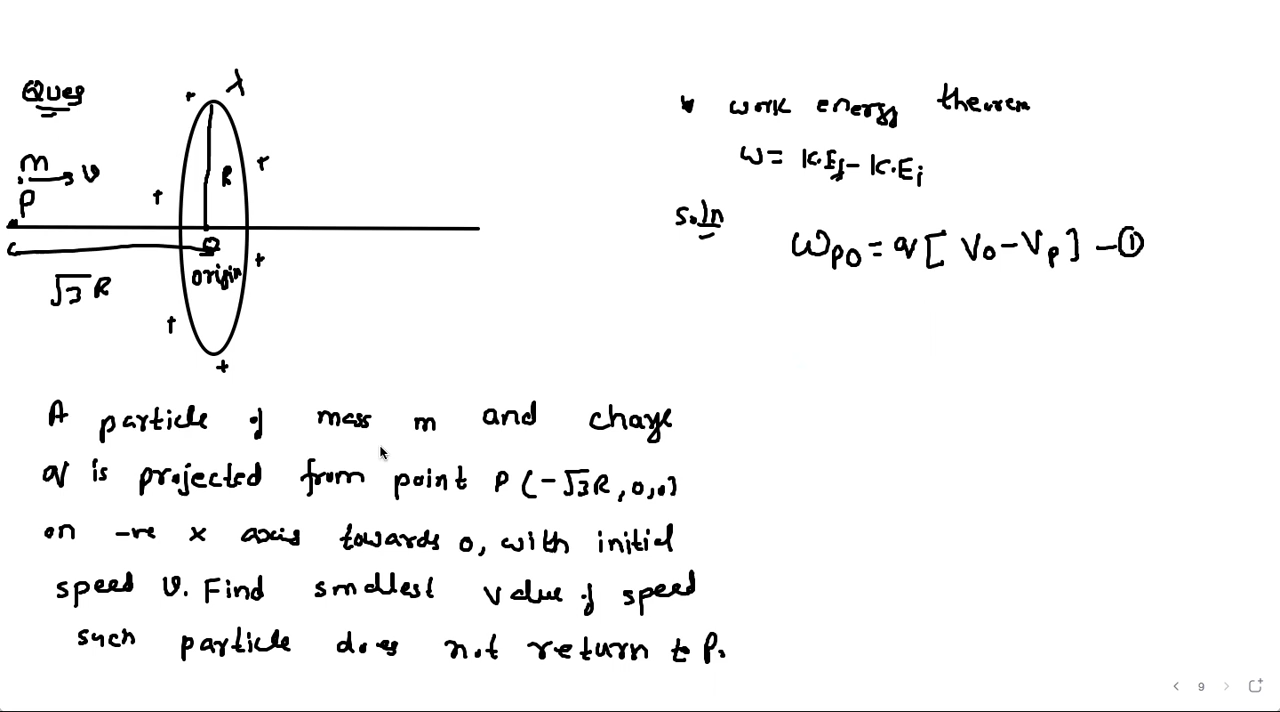 Ques
λ
m
v
P
R
O
origin
√3 R
+ + + + + + +
A particle of mass m and charge
q is projected from point P (-√3R, 0, 0)
on -ve x axis towards O, with initial
speed v. Find smallest value of speed
such particle does not return to P.
* work energy theorem
W = K.Ef - K.Ei
Soln
WPO = q [ VO - VP ] - ①
9